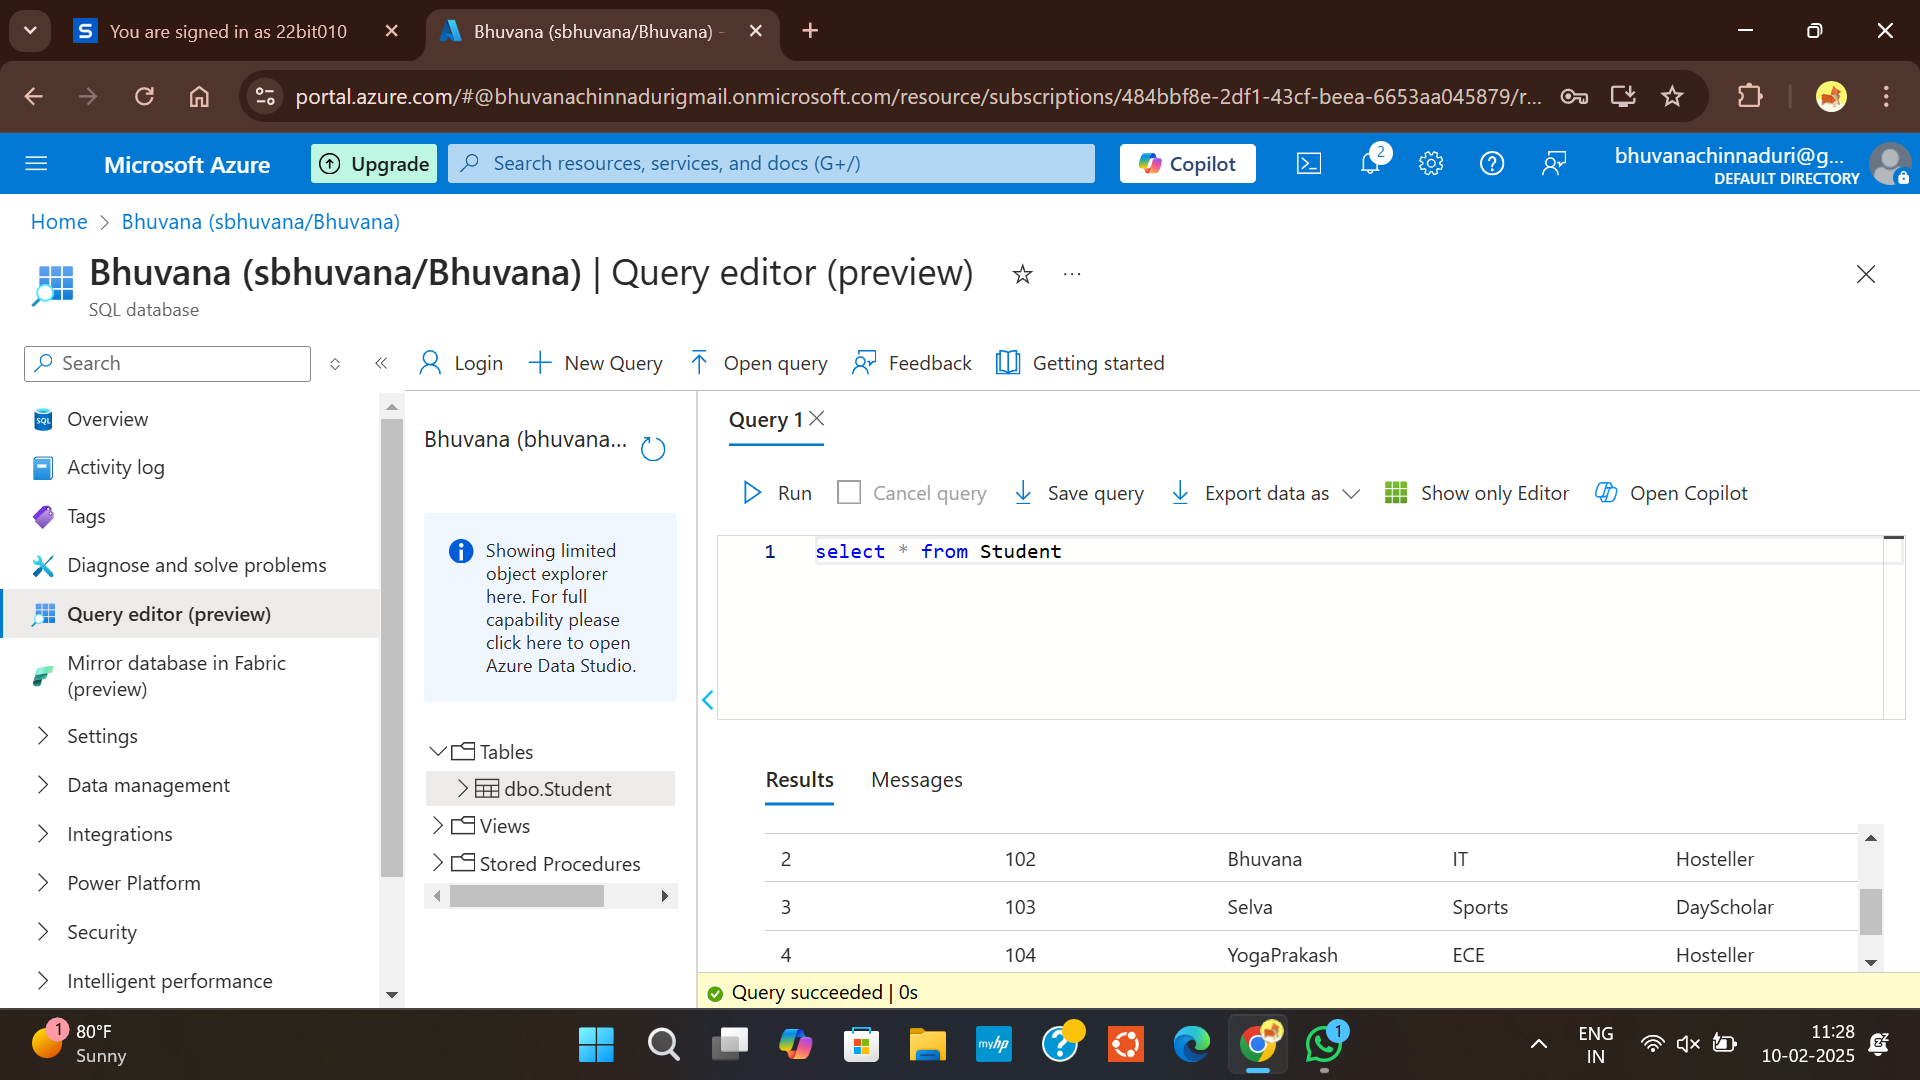 You are signed in as 22bit010
Bhuvana (sbhuvana/Bhuvana) -
portal.azure.com/#@bhuvanachinnadurigmail.onmicrosoft.com/resource/subscriptions/484bbf8e-2df1-43cf-beea-6653aa045879/r...
Microsoft Azure
Upgrade
Search resources, services, and docs (G+/)
Copilot
2
bhuvanachinnaduri@g...
DEFAULT DIRECTORY
Home > Bhuvana (sbhuvana/Bhuvana)
Bhuvana (sbhuvana/Bhuvana) | Query editor (preview)
SQL database
Search
Login
New Query
Open query
Feedback
Getting started
Overview
Activity log
Tags
Diagnose and solve problems
Query editor (preview)
Mirror database in Fabric
(preview)
Settings
Data management
Integrations
Power Platform
Security
Intelligent performance
Bhuvana (bhuvana...
Showing limited
object explorer
here. For full
capability please
click here to open
Azure Data Studio.
Tables
dbo.Student
Views
Stored Procedures
Query 1
Run
Cancel query
Save query
Export data as
Show only Editor
Open Copilot
1 select * from Student
Results
Messages
2 102 Bhuvana IT Hosteller
3 103 Selva Sports DayScholar
4 104 YogaPrakash ECE Hosteller
Query succeeded | 0s
1
80°F
Sunny
myhp
1
ENG
IN
11:28
10-02-2025